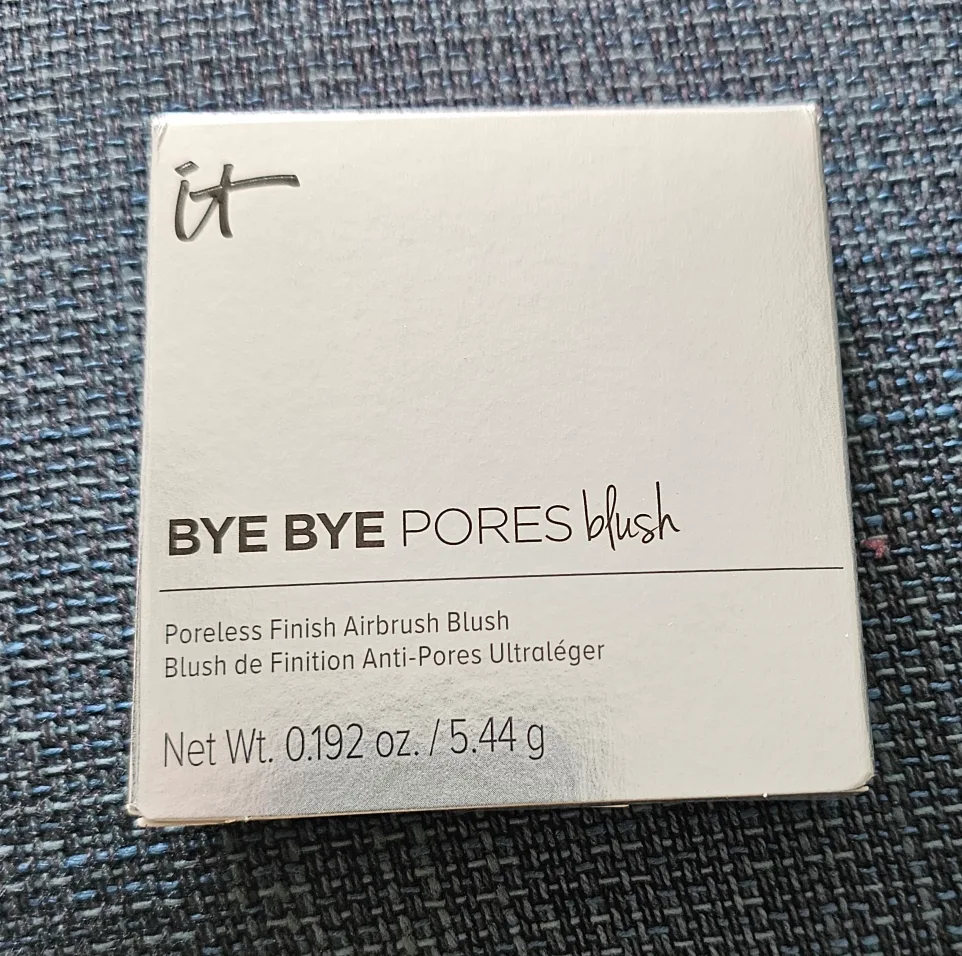 it
BYE BYE PORES blush
Poreless Finish Airbrush Blush
Blush de Finition Anti-Pores Ultraléger
Net Wt. 0.192 oz. / 5.44 g